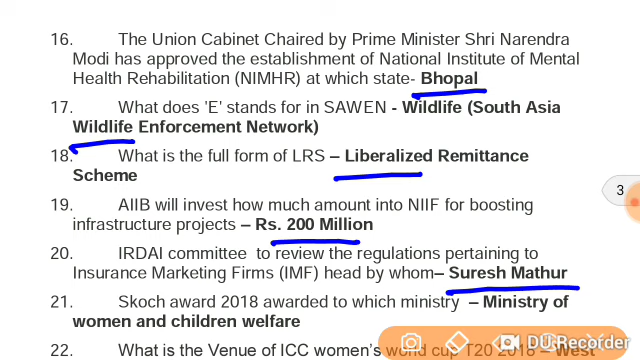 16. The Union Cabinet Chaired by Prime Minister Shri Narendra
Modi has approved the establishment of National Institute of Mental
Health Rehabilitation (NIMHR) at which state- Bhopal
17. What does 'E' stands for in SAWEN - Wildlife (South Asia
Wildlife Enforcement Network)
18. What is the full form of LRS – Liberalized Remittance
Scheme
19. AIIB will invest how much amount into NIIF for boosting
infrastructure projects – Rs. 200 Million
20. IRDAI committee to review the regulations pertaining to
Insurance Marketing Firms (IMF) head by whom– Suresh Mathur
21. Skoch award 2018 awarded to which ministry – Ministry of
women and children welfare
22. What is the Venue of ICC women's world cup T20 2018 – West
3
DU Recorder